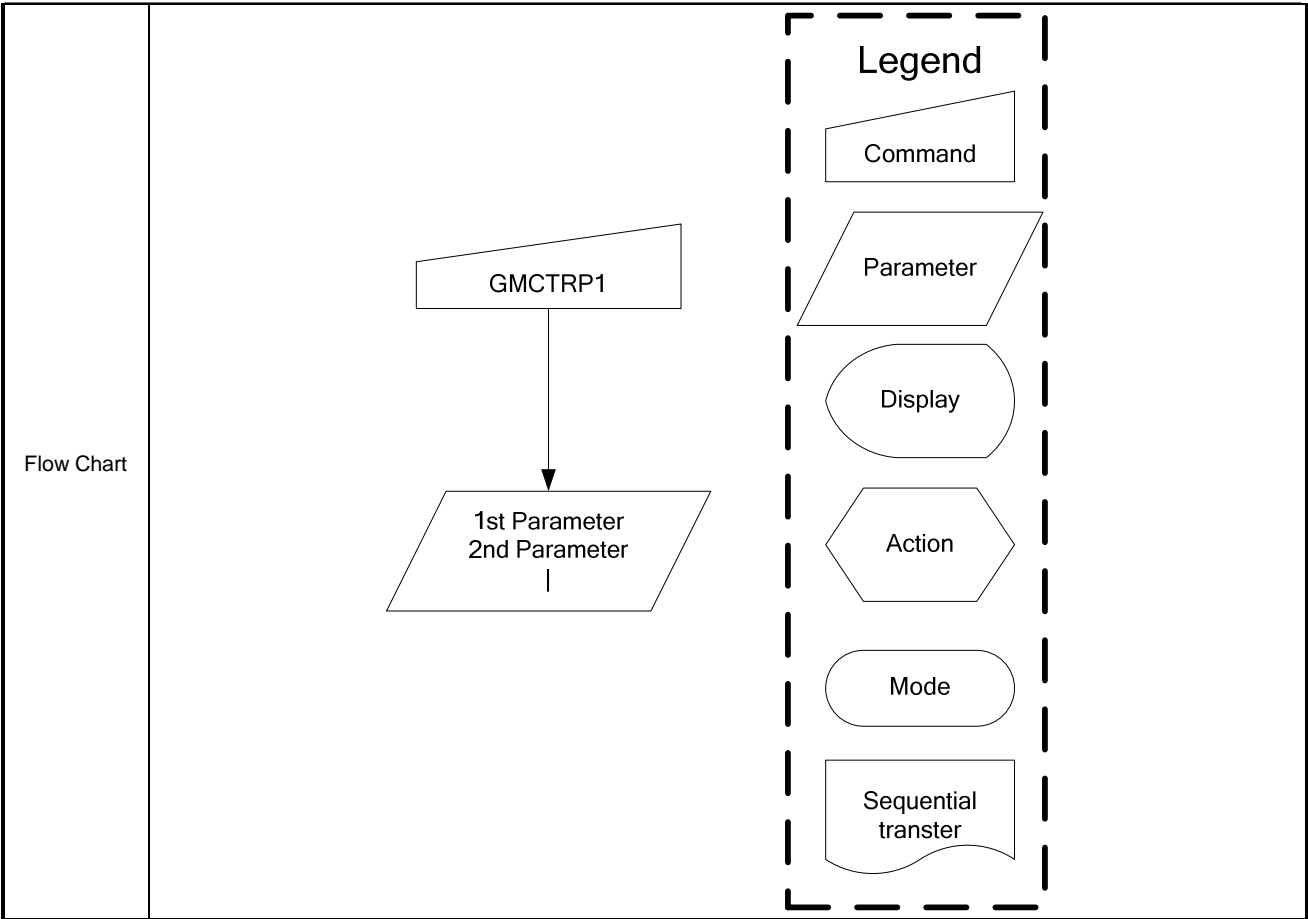 Flow Chart
GMCTRP1
1st Parameter
2nd Parameter
|
Legend
Command
Parameter
Display
Action
Mode
Sequential
transter